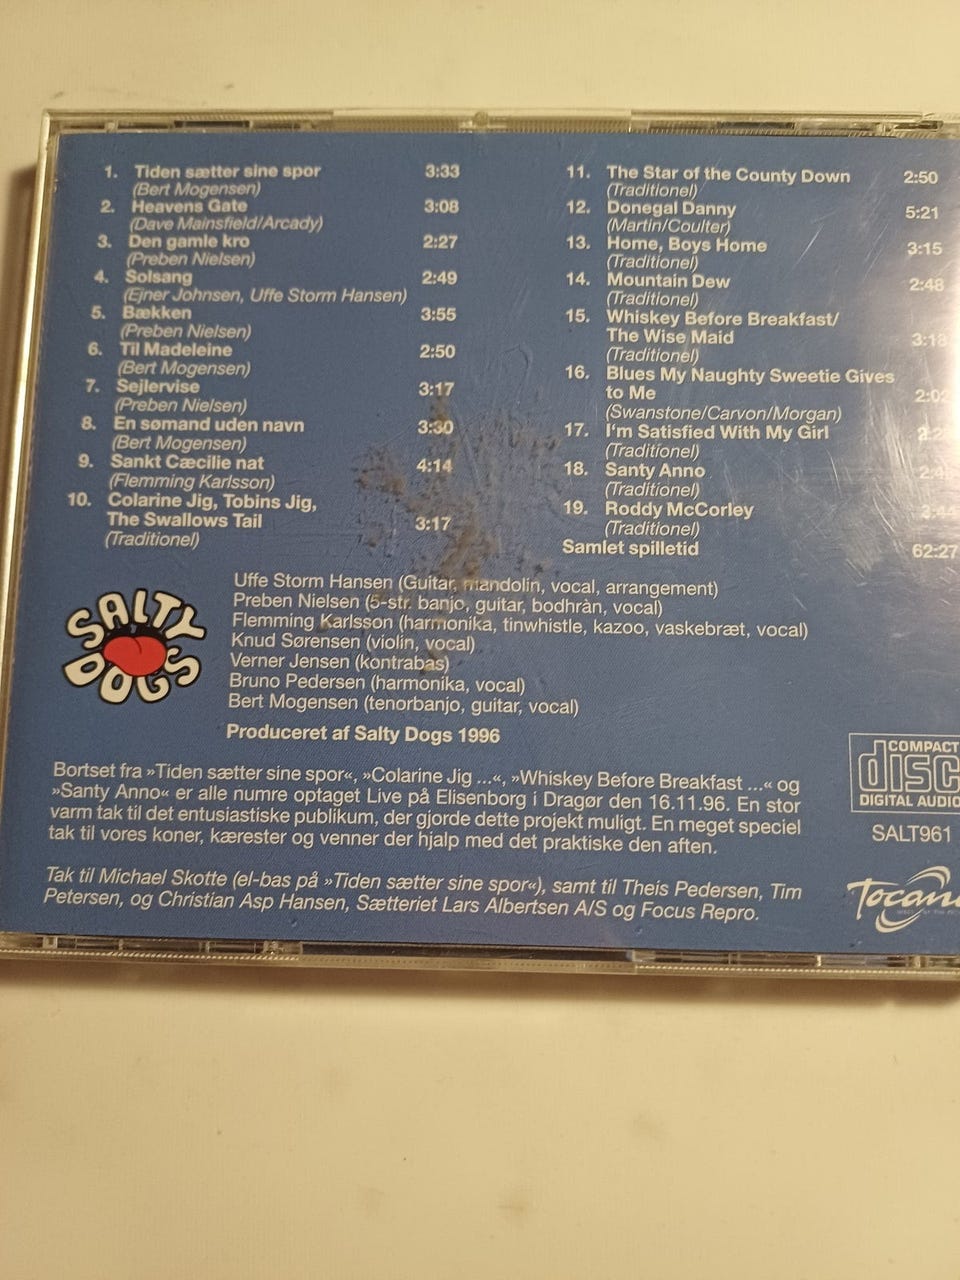 1. Tiden sætter sine spor 3:33
(Bert Mogensen)
2. Heavens Gate 3:08
(Dave Mainsfield/Arcady)
3. Den gamle kro 2:27
(Preben Nielsen)
4. Solsang 2:49
(Ejner Johnsen, Uffe Storm Hansen)
5. Bækken 3:55
(Preben Nielsen)
6. Til Madeleine 2:50
(Bert Mogensen)
7. Sejlervise 3:17
(Preben Nielsen)
8. En sømand uden navn 3:30
(Bert Mogensen)
9. Sankt Cæcilie nat 4:14
(Flemming Karlsson)
10. Colarine Jig, Tobins Jig,
The Swallows Tail 3:17
(Traditionel)
11. The Star of the County Down 2:50
(Traditionel)
12. Donegal Danny 5:21
(Martin/Coulter)
13. Home, Boys Home 3:15
(Traditionel)
14. Mountain Dew 2:48
(Traditionel)
15. Whiskey Before Breakfast/
The Wise Maid 3:18
(Traditionel)
16. Blues My Naughty Sweetie Gives
to Me 2:02
(Swanstone/Carvon/Morgan)
17. I'm Satisfied With My Girl
(Traditionel)
18. Santy Anno
(Traditionel)
19. Roddy McCorley 3:44
(Traditionel)
Samlet spilletid 62:27
SALTY
DOGS
Uffe Storm Hansen (Guitar, mandolin, vocal, arrangement)
Preben Nielsen (5-str. banjo, guitar, bodhràn, vocal)
Flemming Karlsson (harmonika, tinwhistle, kazoo, vaskebræt, vocal)
Knud Sørensen (violin, vocal)
Verner Jensen (kontrabas)
Bruno Pedersen (harmonika, vocal)
Bert Mogensen (tenorbanjo, guitar, vocal)
Produceret af Salty Dogs 1996
Bortset fra »Tiden sætter sine spor«, »Colarine Jig ...«, »Whiskey Before Breakfast ...« og
»Santy Anno« er alle numre optaget Live på Elisenborg i Dragør den 16.11.96. En stor
varm tak til det entusiastiske publikum, der gjorde dette projekt muligt. En meget speciel
tak til vores koner, kærester og venner der hjalp med det praktiske den aften.
Tak til Michael Skotte (el-bas på »Tiden sætter sine spor«), samt til Theis Pedersen, Tim
Petersen, og Christian Asp Hansen, Sætteriet Lars Albertsen A/S og Focus Repro.
COMPACT
disc
DIGITAL AUDIO
SALT961